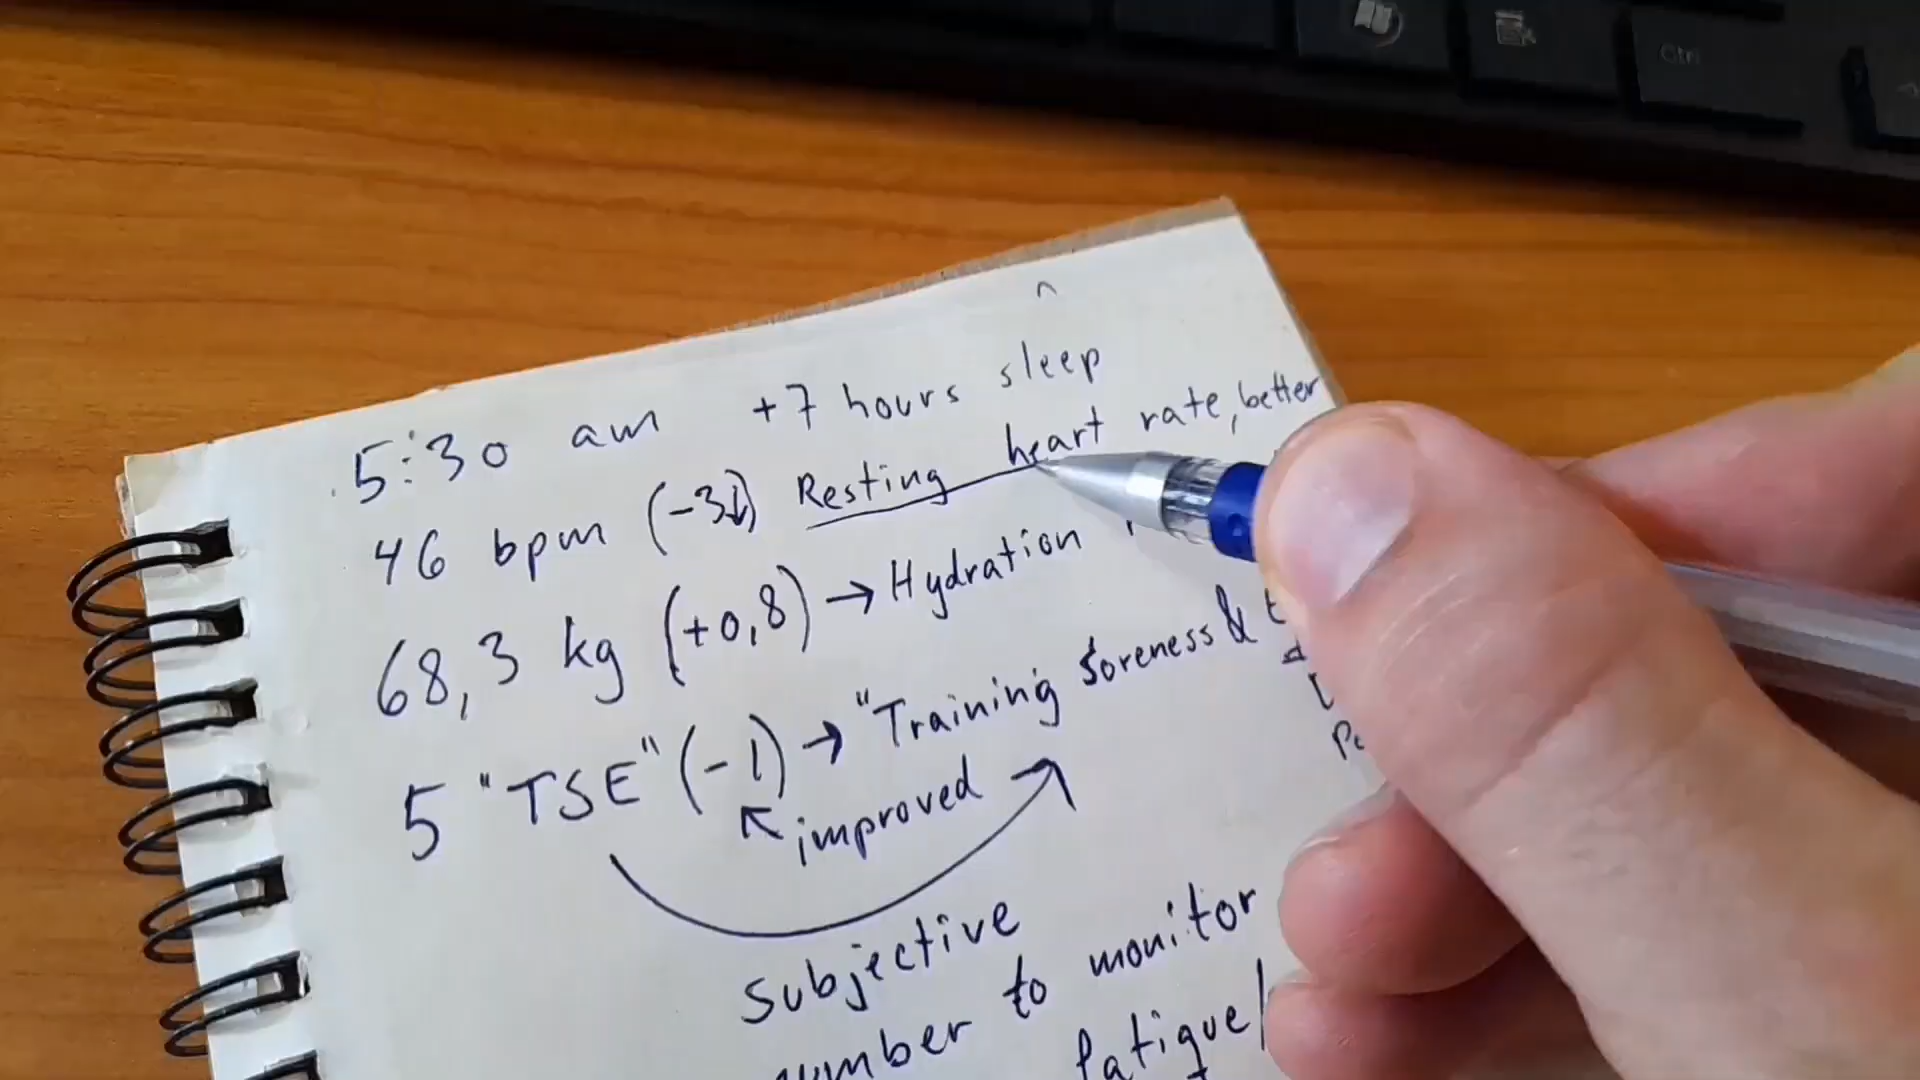 Ctrl
5:30 am +7 hours sleep
46 bpm (-3↓) Resting heart rate, better
68,3 kg (+0,8) → Hydration
5 "TSE" (-1) → "Training soreness &
improved
subjective
number to monitor
fatigue/